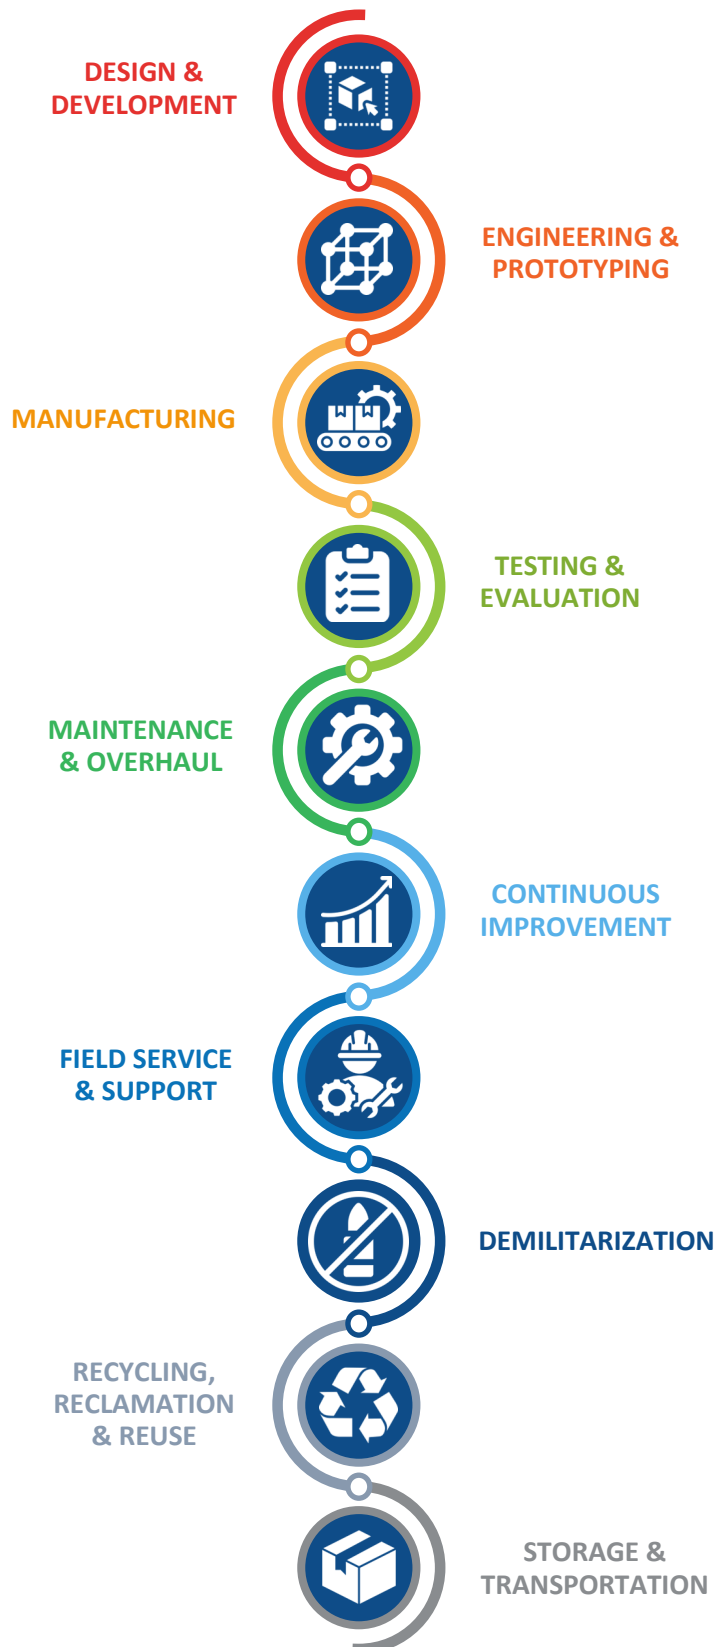 DESIGN &
DEVELOPMENT
ENGINEERING &
PROTOTYPING
MANUFACTURING
TESTING &
EVALUATION
MAINTENANCE
& OVERHAUL
CONTINUOUS
IMPROVEMENT
FIELD SERVICE
& SUPPORT
DEMILITARIZATION
RECYCLING,
RECLAMATION
& REUSE
STORAGE &
TRANSPORTATION